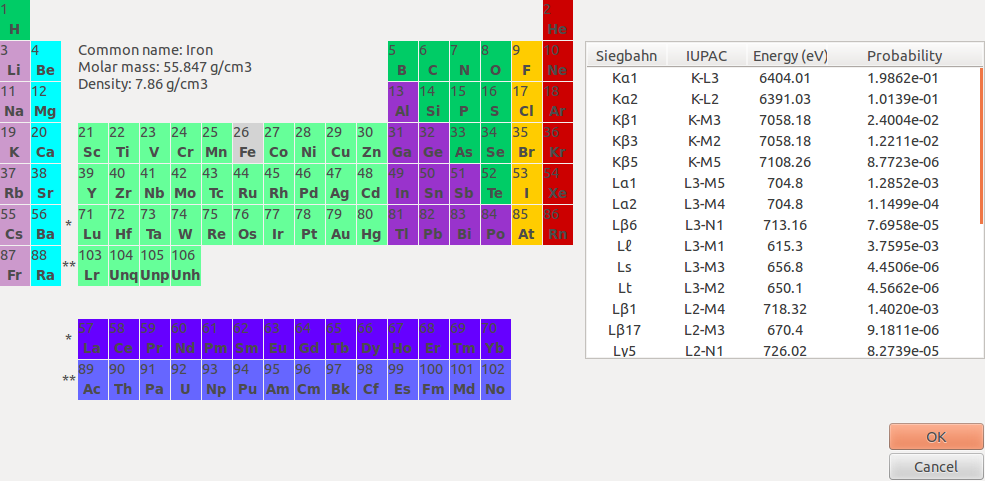 1 2
H He
3 4 Common name: Iron 5 6 7 8 9 10
Li Be Molar mass: 55.847 g/cm3 B C N O F Ne
11 12 Density: 7.86 g/cm3 13 14 15 16 17 18
Na Mg Al Si P S Cl Ar
19 20 21 22 23 24 25 26 27 28 29 30 31 32 33 34 35 36
K Ca Sc Ti V Cr Mn Fe Co Ni Cu Zn Ga Ge As Se Br Kr
37 38 39 40 41 42 43 44 45 46 47 48 49 50 51 52 53 54
Rb Sr Y Zr Nb Mo Tc Ru Rh Pd Ag Cd In Sn Sb Te I Xe
55 56 * 71 72 73 74 75 76 77 78 79 80 81 82 83 84 85 86
Cs Ba Lu Hf Ta W Re Os Ir Pt Au Hg Tl Pb Bi Po At Rn
87 88 ** 103 104 105 106
Fr Ra Lr Unq Unp Unh
* 57 58 59 60 61 62 63 64 65 66 67 68 69 70
La Ce Pr Nd Pm Sm Eu Gd Tb Dy Ho Er Tm Yb
** 89 90 91 92 93 94 95 96 97 98 99 100 101 102
Ac Th Pa U Np Pu Am Cm Bk Cf Es Fm Md No
Siegbahn IUPAC Energy (eV) Probability
Kα1 K-L3 6404.01 1.9862e-01
Kα2 K-L2 6391.03 1.0139e-01
Kβ1 K-M3 7058.18 2.4004e-02
Kβ3 K-M2 7058.18 1.2211e-02
Kβ5 K-M5 7108.26 8.7723e-06
Lα1 L3-M5 704.8 1.2852e-03
Lα2 L3-M4 704.8 1.1499e-04
Lβ6 L3-N1 713.16 7.6958e-05
Lℓ L3-M1 615.3 3.7595e-03
Ls L3-M3 656.8 4.4506e-06
Lt L3-M2 650.1 4.5662e-06
Lβ1 L2-M4 718.32 1.4020e-03
Lβ17 L2-M3 670.4 9.1811e-06
Lγ5 L2-N1 726.02 8.2739e-05
OK
Cancel